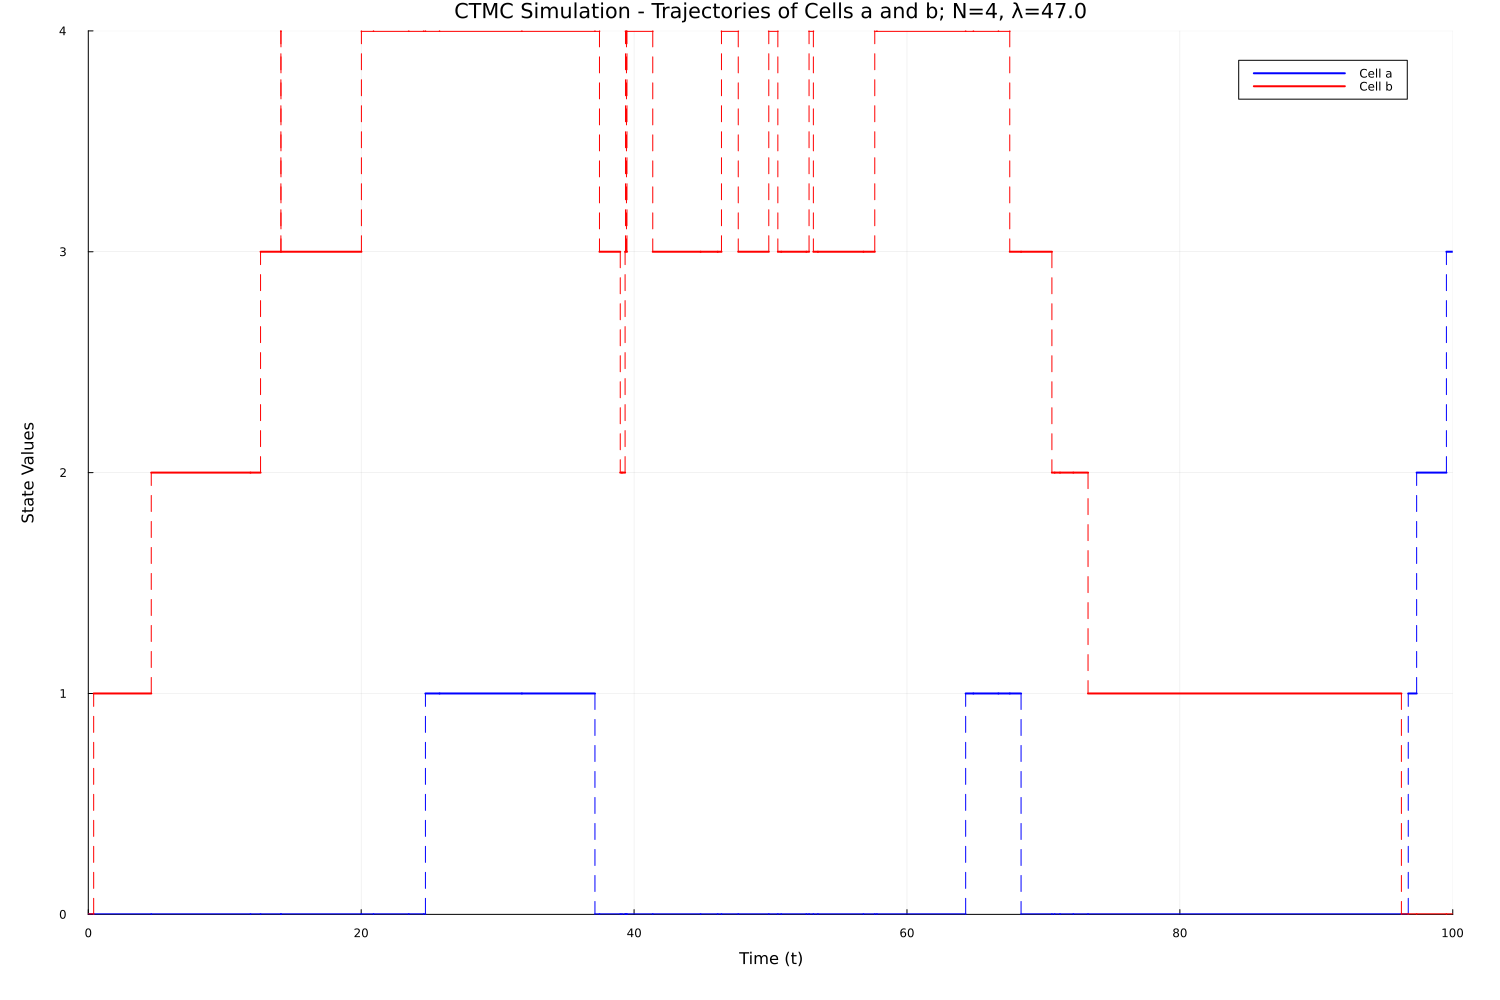 CTMC Simulation - Trajectories of Cells a and b; N=4, λ=47.0
4
Cell a
Cell b
3
State Values
2
1
0
0 20 40 60 80 100
Time (t)